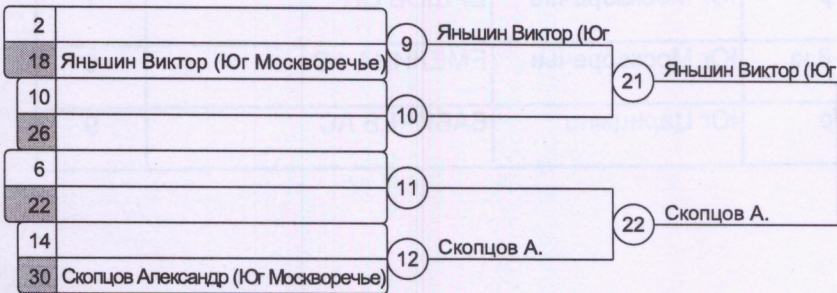 2
9 Яньшин Виктор (Юг
18 Яньшин Виктор (Юг Москворечье)
21 Яньшин Виктор (Юг
10
10
26
6
11
22
22 Скопцов А.
14
12 Скопцов А.
30 Скопцов Александр (Юг Москворечье)